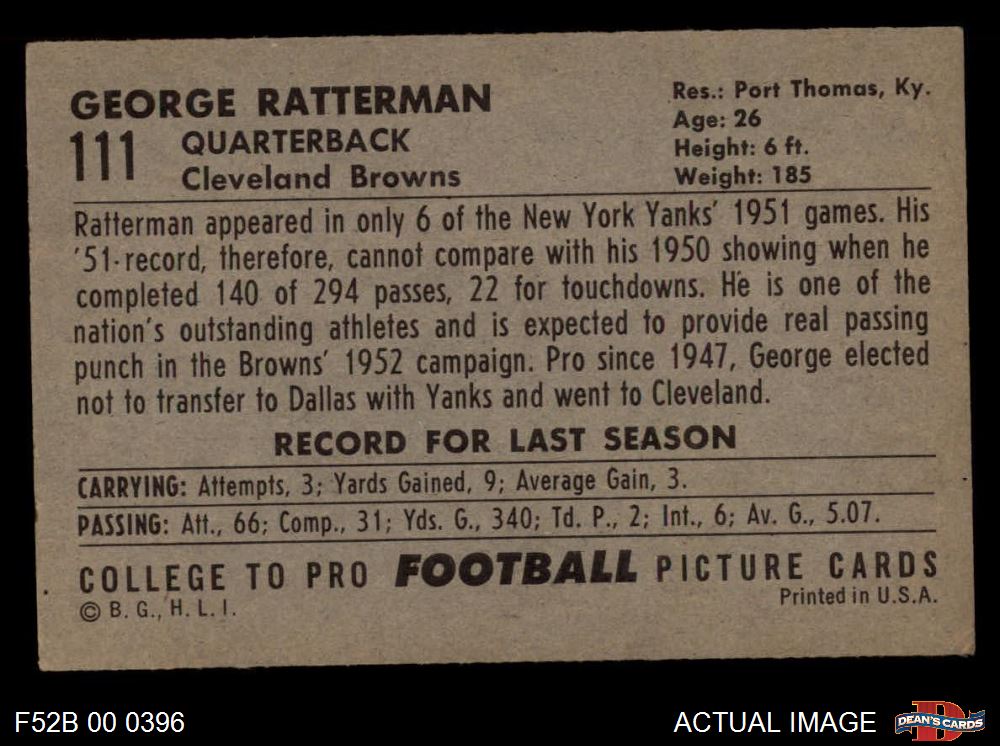 GEORGE RATTERMAN
111
QUARTERBACK
Cleveland Browns
Res.: Port Thomas, Ky.
Age: 26
Height: 6 ft.
Weight: 185
Ratterman appeared in only 6 of the New York Yanks' 1951 games. His
'51-record, therefore, cannot compare with his 1950 showing when he
completed 140 of 294 passes, 22 for touchdowns. He is one of the
nation's outstanding athletes and is expected to provide real passing
punch in the Browns' 1952 campaign. Pro since 1947, George elected
not to transfer to Dallas with Yanks and went to Cleveland.
RECORD FOR LAST SEASON
CARRYING: Attempts, 3; Yards Gained, 9; Average Gain, 3.
PASSING: Att., 66; Comp., 31; Yds. G., 340; Td. P., 2; Int., 6; Av. G., 5.07.
COLLEGE TO PRO FOOTBALL PICTURE CARDS
© B. G., H. L. I.
Printed in U.S.A.
F52B 00 0396
ACTUAL IMAGE
D
DEAN'S CARDS